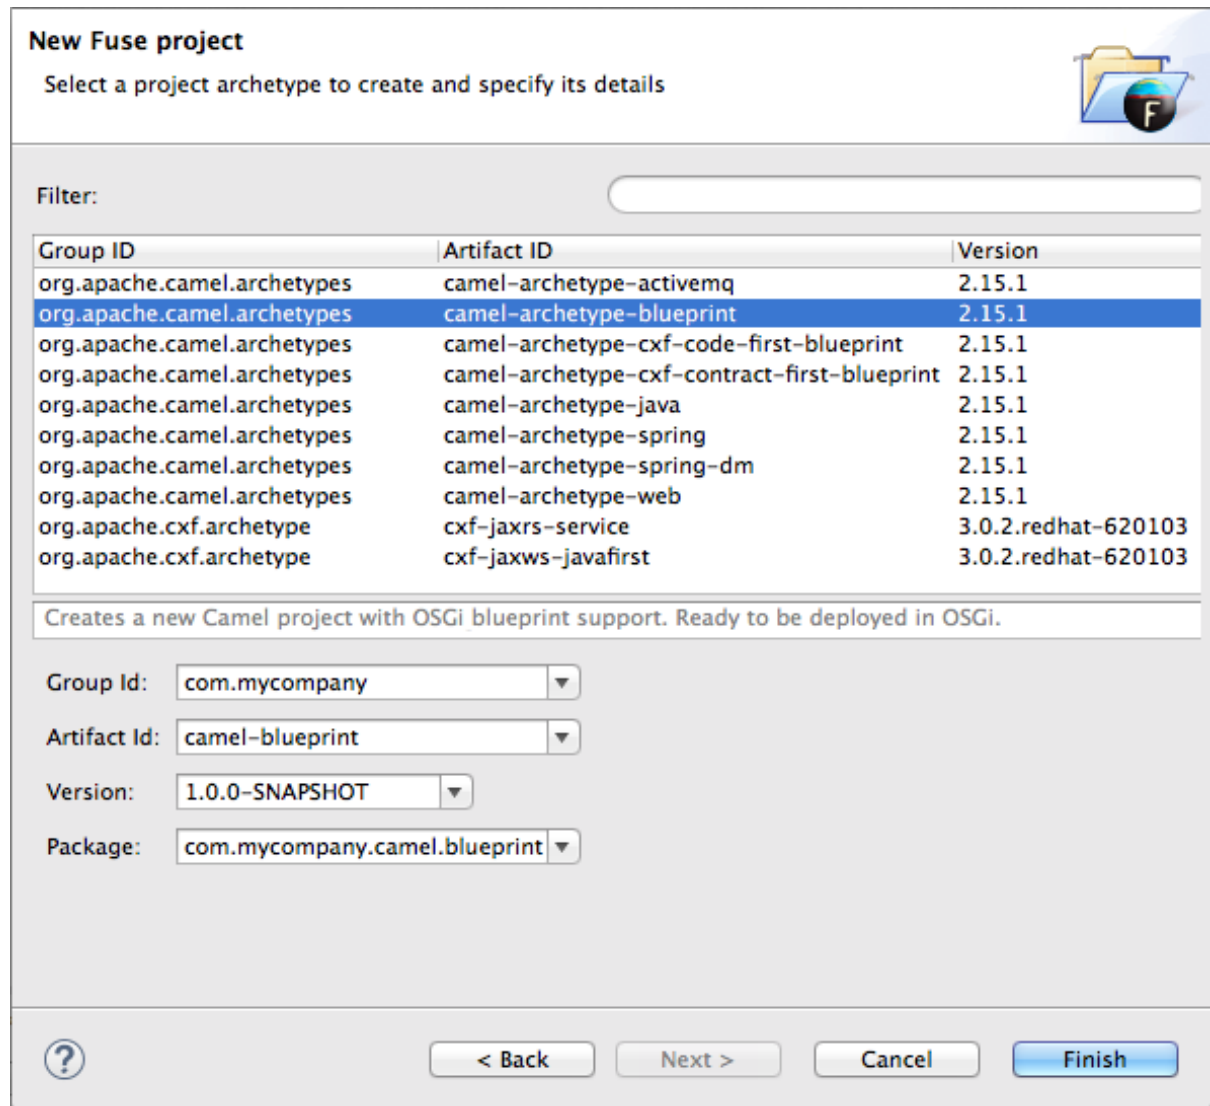 New Fuse project
Select a project archetype to create and specify its details
F
Filter:
Group ID Artifact ID Version
org.apache.camel.archetypes camel-archetype-activemq 2.15.1
org.apache.camel.archetypes camel-archetype-blueprint 2.15.1
org.apache.camel.archetypes camel-archetype-cxf-code-first-blueprint 2.15.1
org.apache.camel.archetypes camel-archetype-cxf-contract-first-blueprint 2.15.1
org.apache.camel.archetypes camel-archetype-java 2.15.1
org.apache.camel.archetypes camel-archetype-spring 2.15.1
org.apache.camel.archetypes camel-archetype-spring-dm 2.15.1
org.apache.camel.archetypes camel-archetype-web 2.15.1
org.apache.cxf.archetype cxf-jaxrs-service 3.0.2.redhat-620103
org.apache.cxf.archetype cxf-jaxws-javafirst 3.0.2.redhat-620103
Creates a new Camel project with OSGi blueprint support. Ready to be deployed in OSGi.
Group Id: com.mycompany
Artifact Id: camel-blueprint
Version: 1.0.0-SNAPSHOT
Package: com.mycompany.camel.blueprint
? < Back Next > Cancel Finish